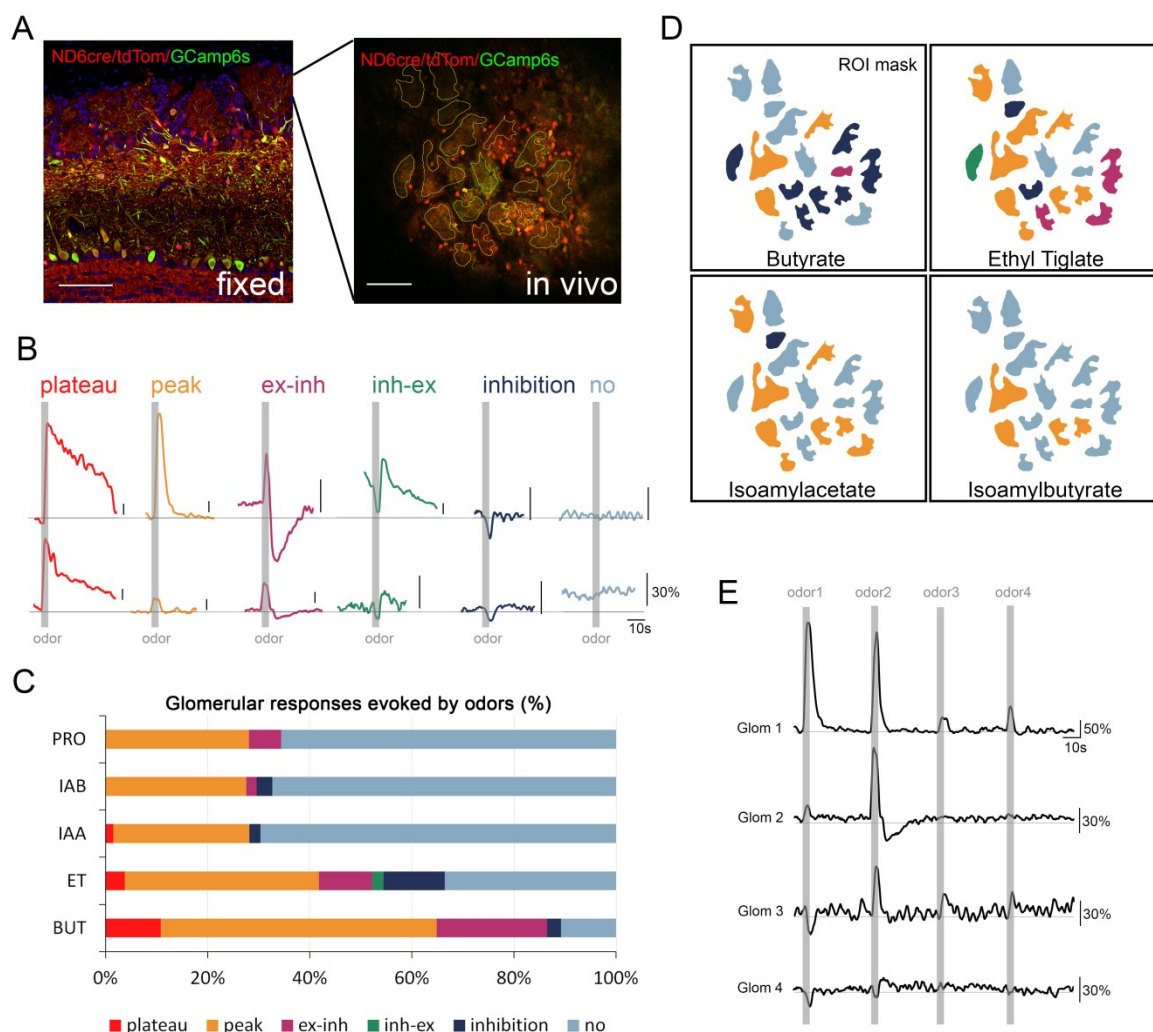 A
ND6cre/tdTom/GCamp6s
fixed
ND6cre/tdTom/GCamp6s
in vivo
B
plateau peak ex-inh inh-ex inhibition no
30%
10s
odor odor odor odor odor odor
C
Glomerular responses evoked by odors (%)
PRO
IAB
IAA
ET
BUT
0% 20% 40% 60% 80% 100%
plateau peak ex-inh inh-ex inhibition no
D
ROI mask
Butyrate Ethyl Tiglate
Isoamylacetate Isoamylbutyrate
E
odor1 odor2 odor3 odor4
Glom 1 50%
10s
Glom 2 30%
Glom 3 30%
Glom 4 30%